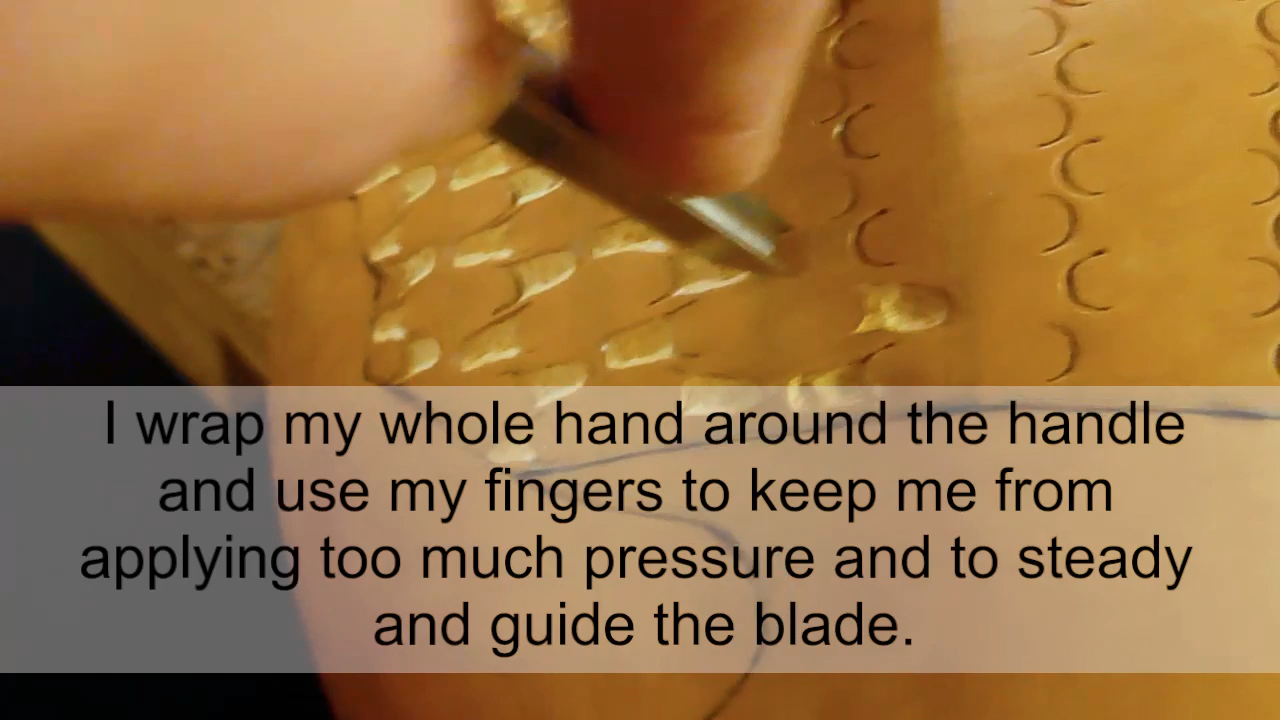 I wrap my whole hand around the handle
and use my fingers to keep me from
applying too much pressure and to steady
and guide the blade.